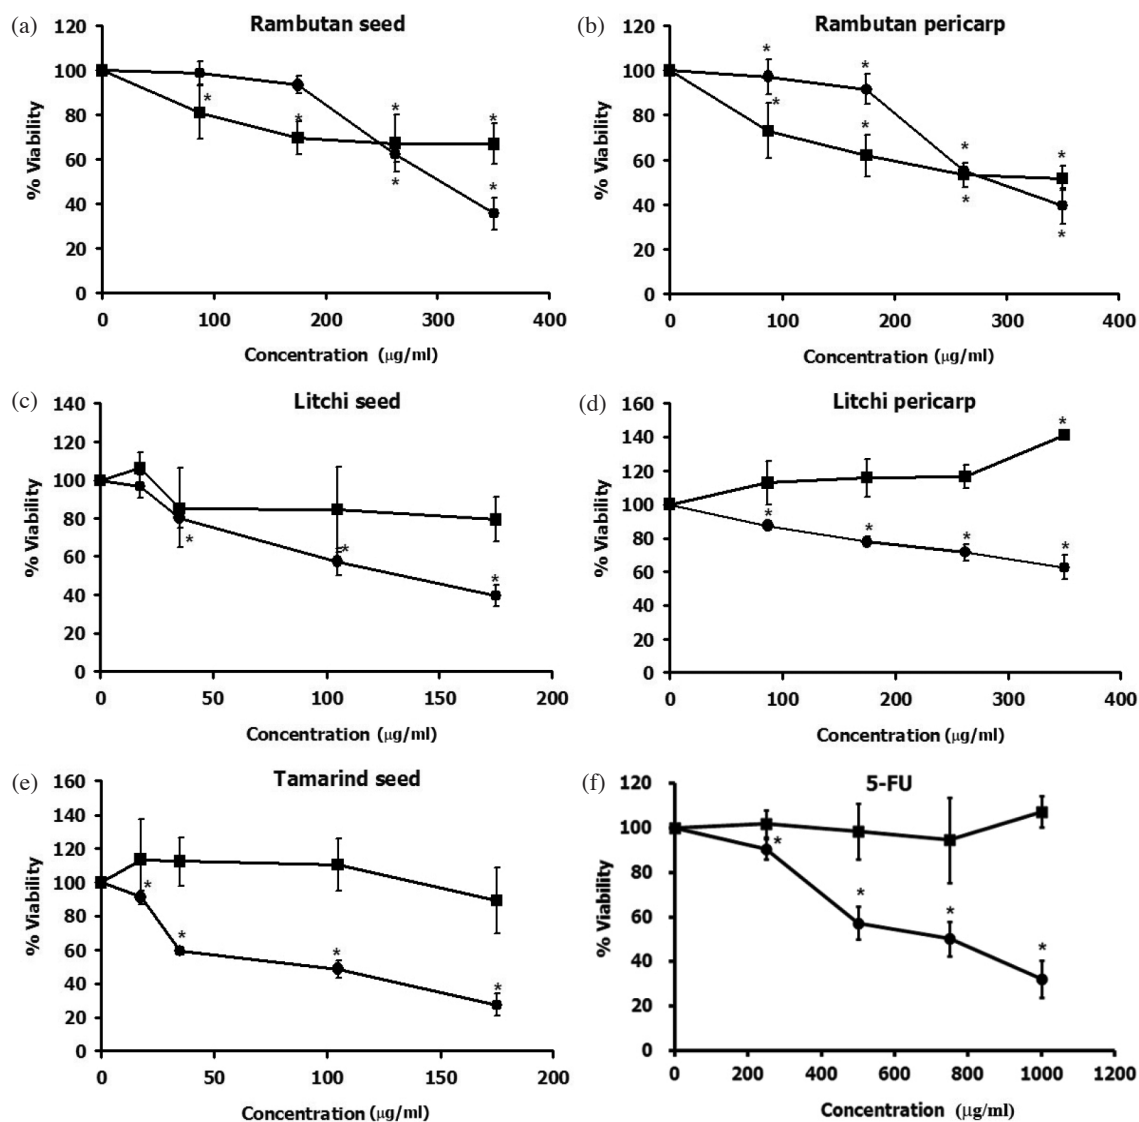 (a)
Rambutan seed
120
100
80
60
40
20
0
% Viability
*
*
*
*
*
*
0 100 200 300 400
Concentration (μg/ml)
(b)
Rambutan pericarp
120
100
80
60
40
20
0
% Viability
*
*
*
*
*
*
*
*
0 100 200 300 400
Concentration (μg/ml)
(c)
Litchi seed
140
120
100
80
60
40
20
0
% Viability
*
*
*
0 50 100 150 200
Concentration (μg/ml)
(d)
Litchi pericarp
160
140
120
100
80
60
40
20
0
% Viability
*
*
*
*
*
0 100 200 300 400
Concentration (μg/ml)
(e)
Tamarind seed
160
140
120
100
80
60
40
20
0
% Viability
*
*
*
*
0 50 100 150 200
Concentration (μg/ml)
(f)
5-FU
120
100
80
60
40
20
0
% Viability
*
*
*
*
0 200 400 600 800 1000 1200
Concentration (μg/ml)